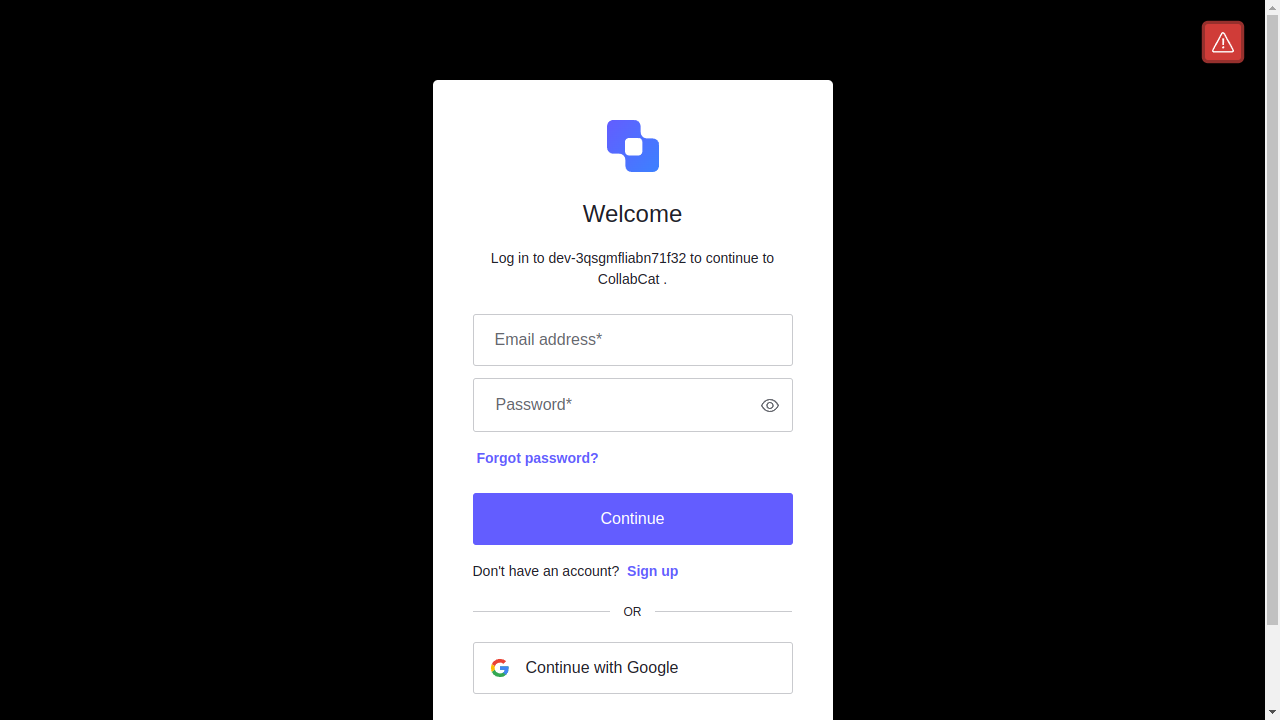 Welcome
Log in to dev-3qsgmfliabn71f32 to continue to
CollabCat .
Email address*
Password*
Forgot password?
Continue
Don't have an account? Sign up
OR
Continue with Google